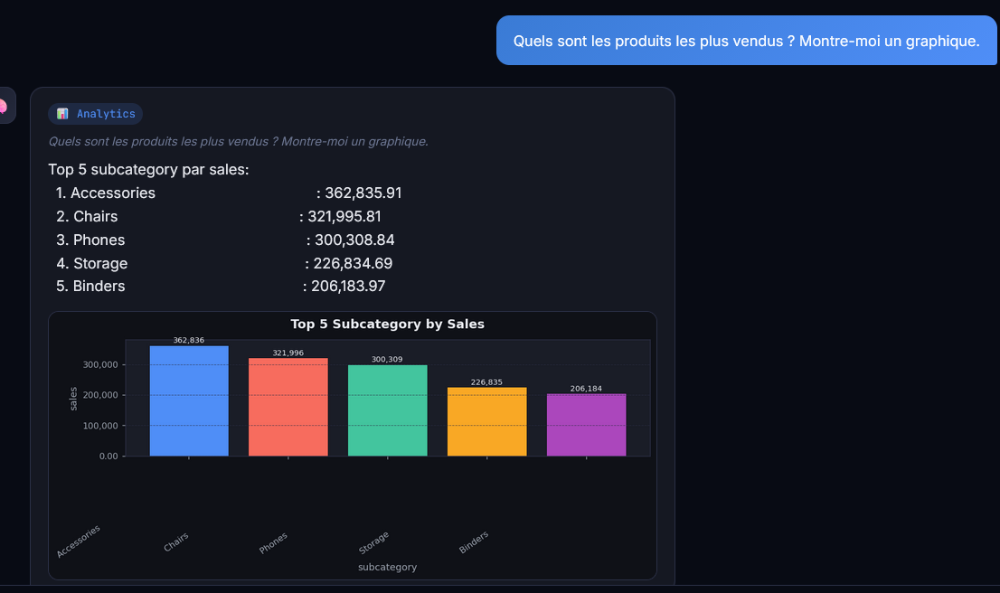 Quels sont les produits les plus vendus ? Montre-moi un graphique.
Analytics
Quels sont les produits les plus vendus ? Montre-moi un graphique.
Top 5 subcategory par sales:
1. Accessories : 362,835.91
2. Chairs : 321,995.81
3. Phones : 300,308.84
4. Storage : 226,834.69
5. Binders : 206,183.97
Top 5 Subcategory by Sales
362,836
321,996
300,309
226,835
206,184
300,000
200,000
100,000
0.00
sales
Accessories
Chairs
Phones
Storage
Binders
subcategory